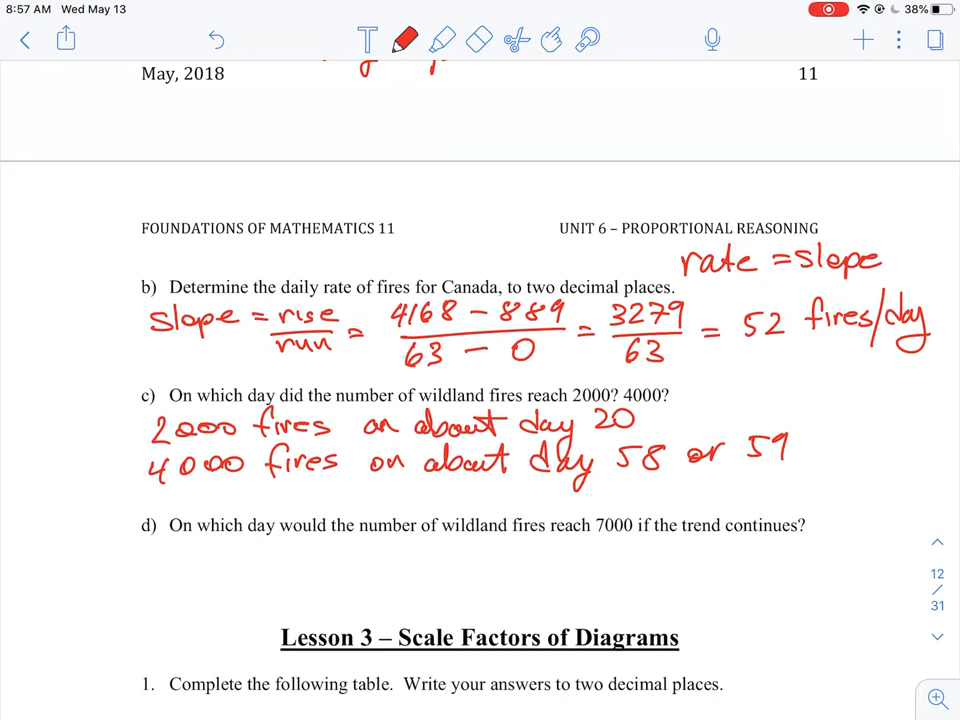 8:57 AM Wed May 13
38%
May, 2018
11
FOUNDATIONS OF MATHEMATICS 11
UNIT 6 – PROPORTIONAL REASONING
rate = slope
b) Determine the daily rate of fires for Canada, to two decimal places.
slope = rise/run = (4168 - 889)/(63 - 0) = 3279/63 = 52 fires/day
c) On which day did the number of wildland fires reach 2000? 4000?
2000 fires on about day 20
4000 fires on about day 58 or 59
d) On which day would the number of wildland fires reach 7000 if the trend continues?
12
/
31
Lesson 3 – Scale Factors of Diagrams
1. Complete the following table. Write your answers to two decimal places.